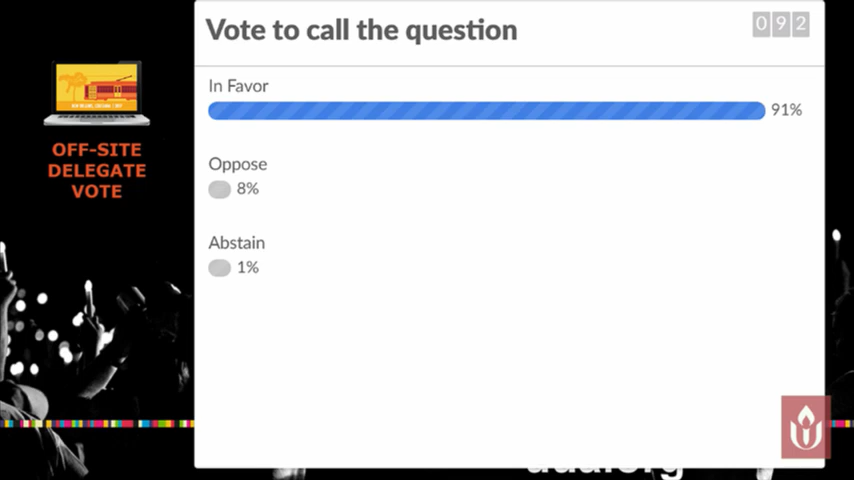 Vote to call the question
092
In Favor
91%
OFF-SITE
DELEGATE
VOTE
Oppose
8%
Abstain
1%